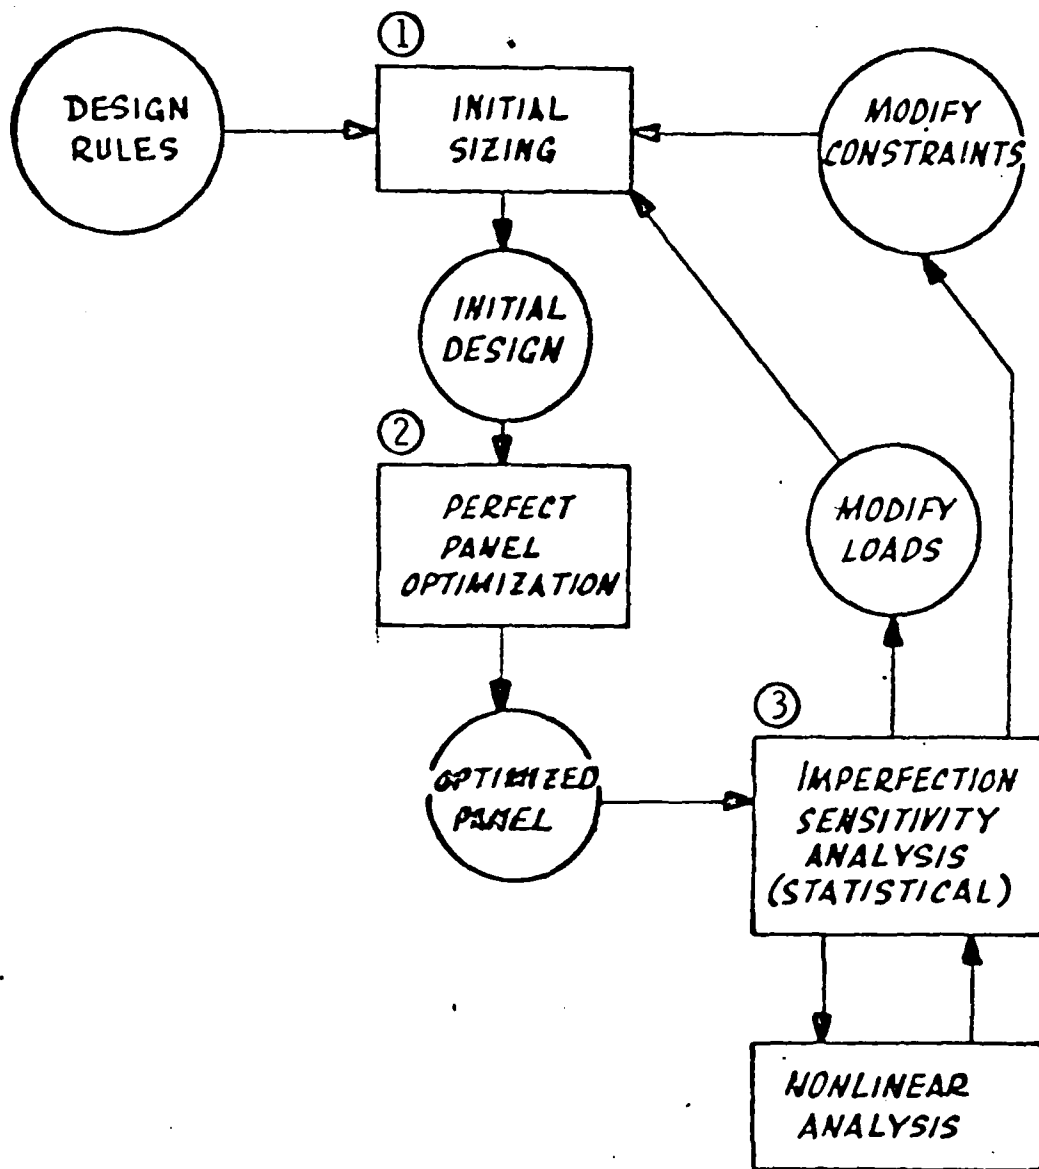 DESIGN
RULES
1
INITIAL
SIZING
MODIFY
CONSTRAINTS
INITIAL
DESIGN
2
PERFECT
PANEL
OPTIMIZATION
MODIFY
LOADS
OPTIMIZED
PANEL
3
IMPERFECTION
SENSITIVITY
ANALYSIS
(STATISTICAL)
NONLINEAR
ANALYSIS